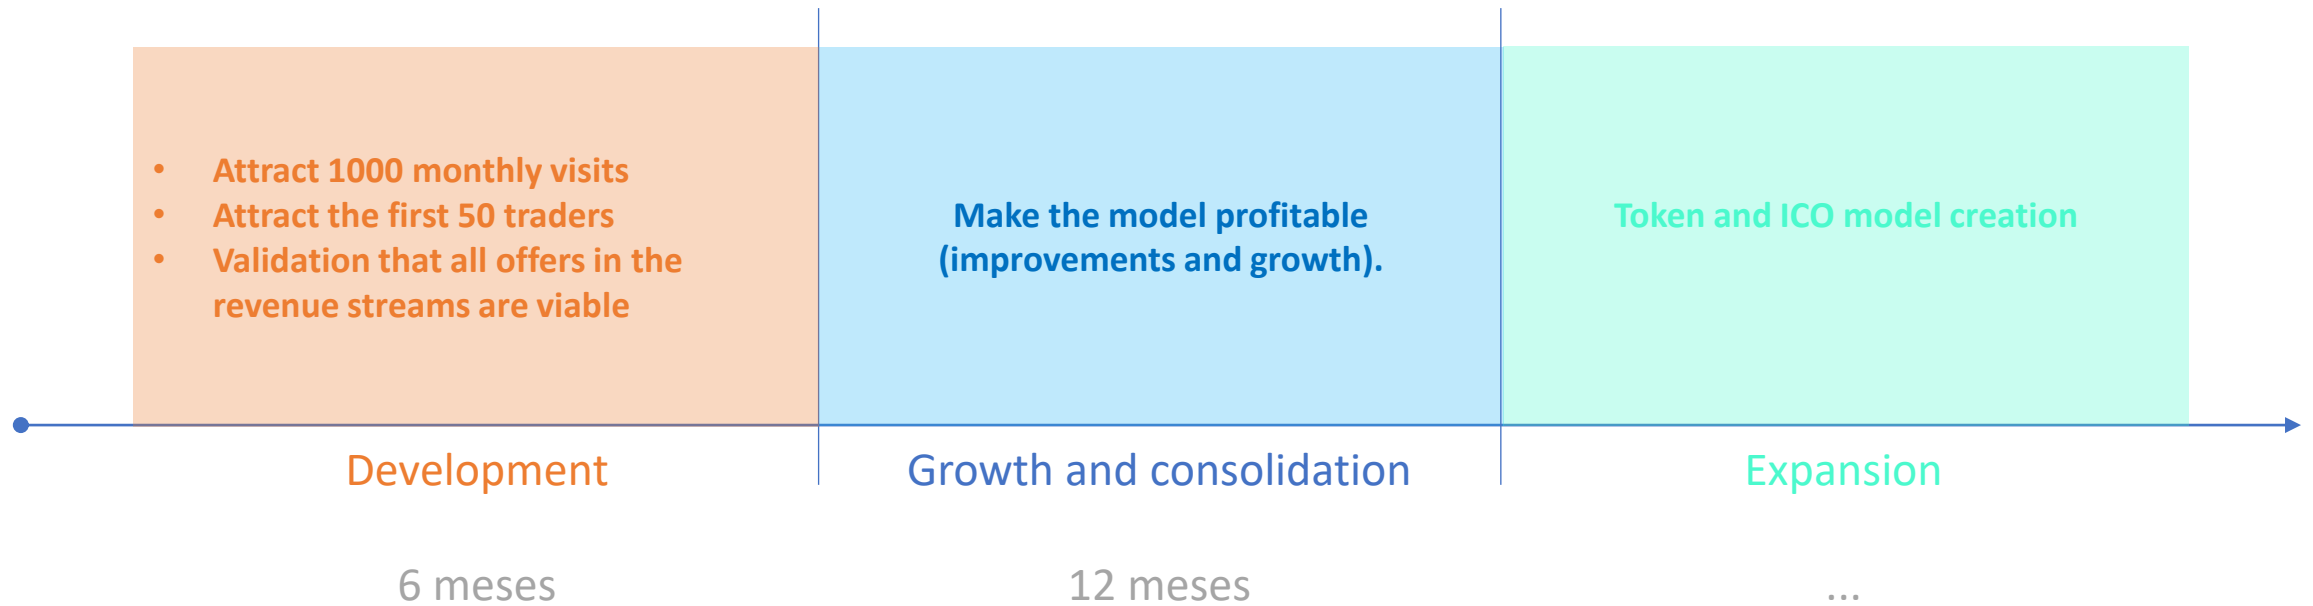 • Attract 1000 monthly visits
• Attract the first 50 traders
• Validation that all offers in the
revenue streams are viable
Make the model profitable
(improvements and growth).
Token and ICO model creation
Development
Growth and consolidation
Expansion
6 meses
12 meses
...